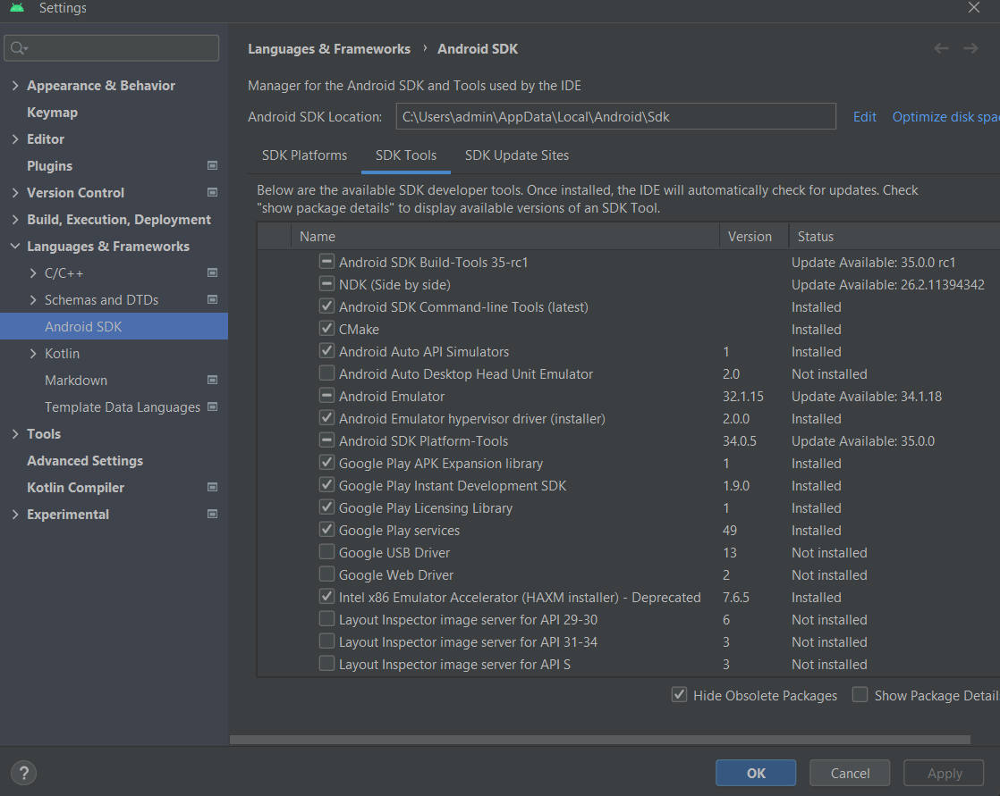 Settings
Languages & Frameworks › Android SDK
Appearance & Behavior
Keymap
Editor
Plugins
Version Control
Build, Execution, Deployment
Languages & Frameworks
C/C++
Schemas and DTDs
Android SDK
Kotlin
Markdown
Template Data Languages
Tools
Advanced Settings
Kotlin Compiler
Experimental
Manager for the Android SDK and Tools used by the IDE
Android SDK Location: C:\Users\admin\AppData\Local\Android\Sdk Edit Optimize disk spac
SDK Platforms SDK Tools SDK Update Sites
Below are the available SDK developer tools. Once installed, the IDE will automatically check for updates. Check
"show package details" to display available versions of an SDK Tool.
Name Version Status
Android SDK Build-Tools 35-rc1 Update Available: 35.0.0 rc1
NDK (Side by side) Update Available: 26.2.11394342
Android SDK Command-line Tools (latest) Installed
CMake Installed
Android Auto API Simulators 1 Installed
Android Auto Desktop Head Unit Emulator 2.0 Not installed
Android Emulator 32.1.15 Update Available: 34.1.18
Android Emulator hypervisor driver (installer) 2.0.0 Installed
Android SDK Platform-Tools 34.0.5 Update Available: 35.0.0
Google Play APK Expansion library 1 Installed
Google Play Instant Development SDK 1.9.0 Installed
Google Play Licensing Library 1 Installed
Google Play services 49 Installed
Google USB Driver 13 Not installed
Google Web Driver 2 Not installed
Intel x86 Emulator Accelerator (HAXM installer) - Deprecated 7.6.5 Installed
Layout Inspector image server for API 29-30 6 Not installed
Layout Inspector image server for API 31-34 3 Not installed
Layout Inspector image server for API S 3 Not installed
Hide Obsolete Packages Show Package Detail
? OK Cancel Apply